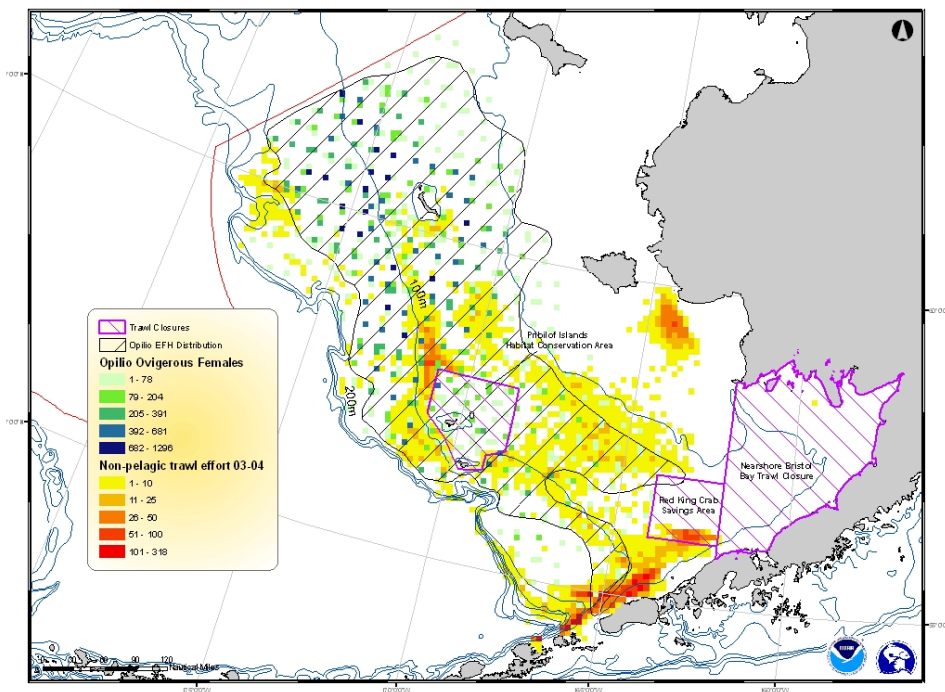 100m
200m
Pribilof Islands
Habitat Conservation Area
Nearshore Bristol
Bay Trawl Closure
Red King Crab
Savings Area
Trawl Closures
Opilio EFH Distribution
Opilio Ovigerous Females
1 - 78
79 - 204
205 - 391
392 - 681
682 - 1296
Non-pelagic trawl effort 03-04
1 - 10
11 - 25
26 - 50
51 - 100
101 - 318
120
Nautical Miles